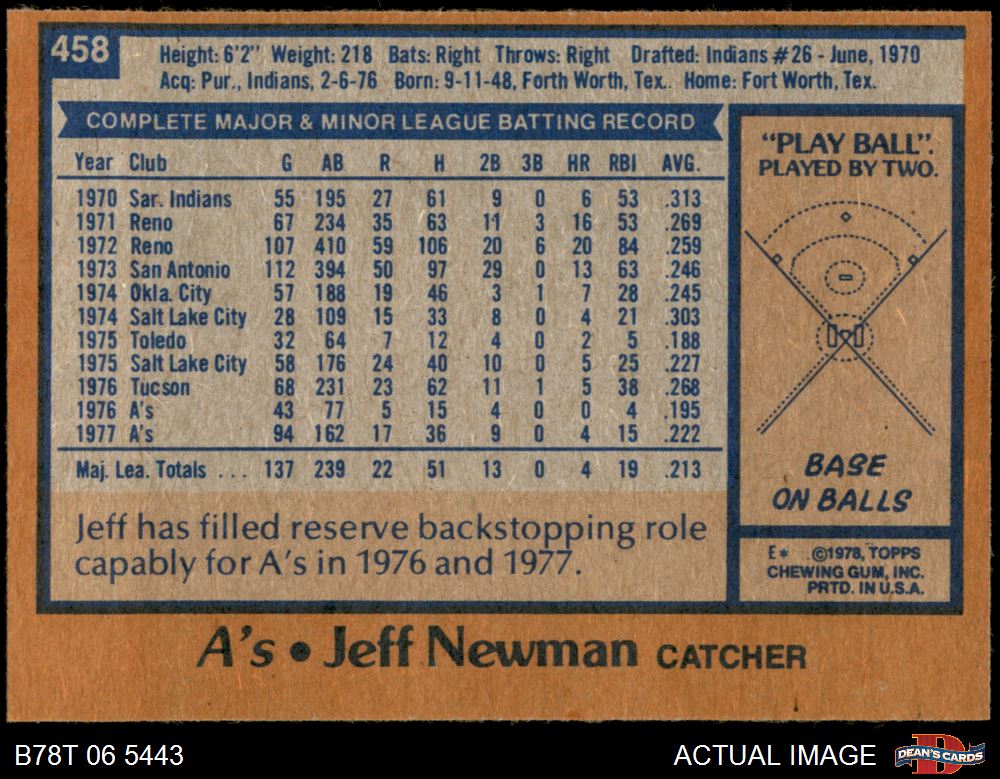 458
Height: 6'2" Weight: 218 Bats: Right Throws: Right Drafted: Indians #26 - June, 1970
Acq: Pur., Indians, 2-6-76 Born: 9-11-48, Forth Worth, Tex. Home: Fort Worth, Tex.
COMPLETE MAJOR & MINOR LEAGUE BATTING RECORD
Year Club G AB R H 2B 3B HR RBI AVG.
1970 Sar. Indians 55 195 27 61 9 0 6 53 .313
1971 Reno 67 234 35 63 11 3 16 53 .269
1972 Reno 107 410 59 106 20 6 20 84 .259
1973 San Antonio 112 394 50 97 29 0 13 63 .246
1974 Okla. City 57 188 19 46 3 1 7 28 .245
1974 Salt Lake City 28 109 15 33 8 0 4 21 .303
1975 Toledo 32 64 7 12 4 0 2 5 .188
1975 Salt Lake City 58 176 24 40 10 0 5 25 .227
1976 Tucson 68 231 23 62 11 1 5 38 .268
1976 A's 43 77 5 15 4 0 0 4 .195
1977 A's 94 162 17 36 9 0 4 15 .222
Maj. Lea. Totals ... 137 239 22 51 13 0 4 19 .213
Jeff has filled reserve backstopping role
capably for A's in 1976 and 1977.
"PLAY BALL".
PLAYED BY TWO.
BASE
ON BALLS
E* ©1978, TOPPS
CHEWING GUM, INC.
PRTD. IN U.S.A.
A's • Jeff Newman CATCHER
B78T 06 5443
ACTUAL IMAGE
DEAN'S CARDS